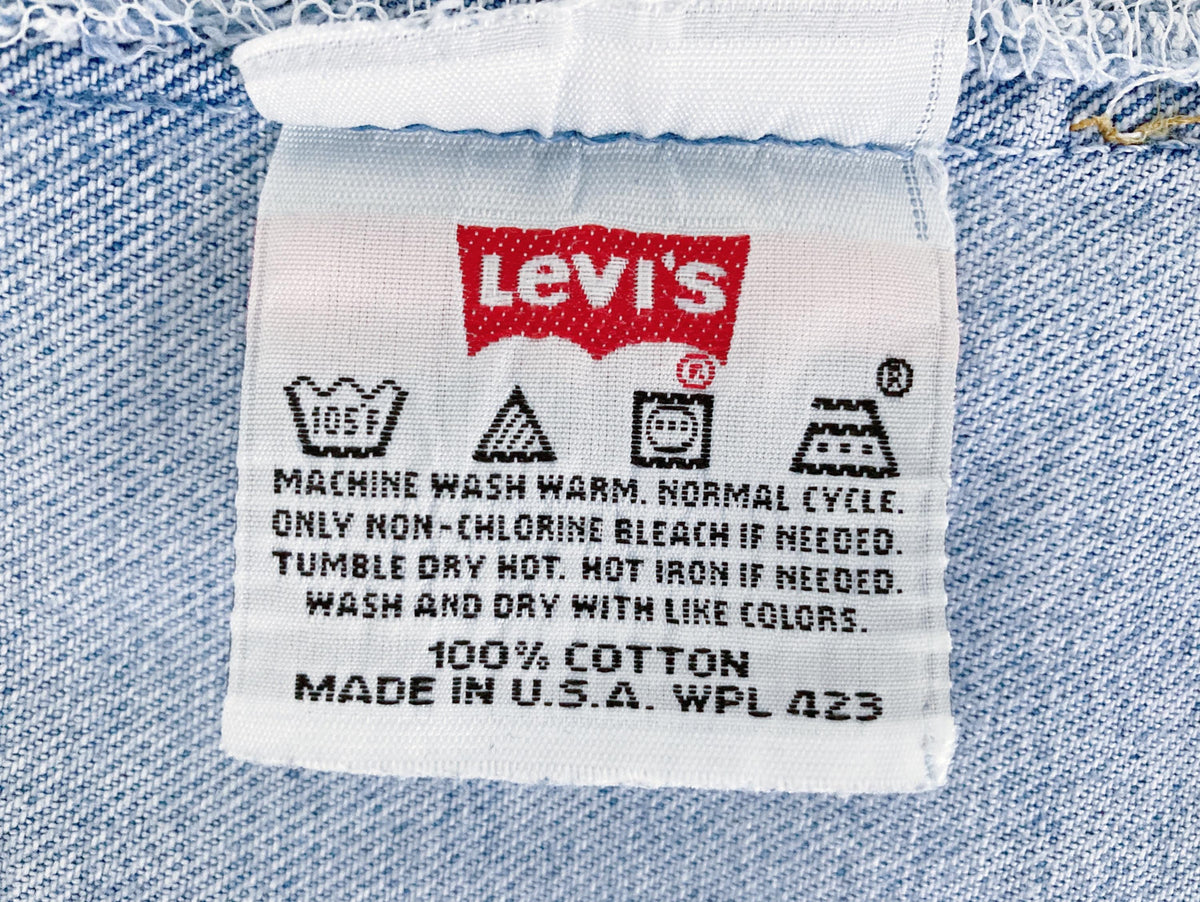 LEVI'S
®
®
105°F
MACHINE WASH WARM. NORMAL CYCLE.
ONLY NON-CHLORINE BLEACH IF NEEDED.
TUMBLE DRY HOT. HOT IRON IF NEEDED.
WASH AND DRY WITH LIKE COLORS.
100% COTTON
MADE IN U.S.A. WPL 423